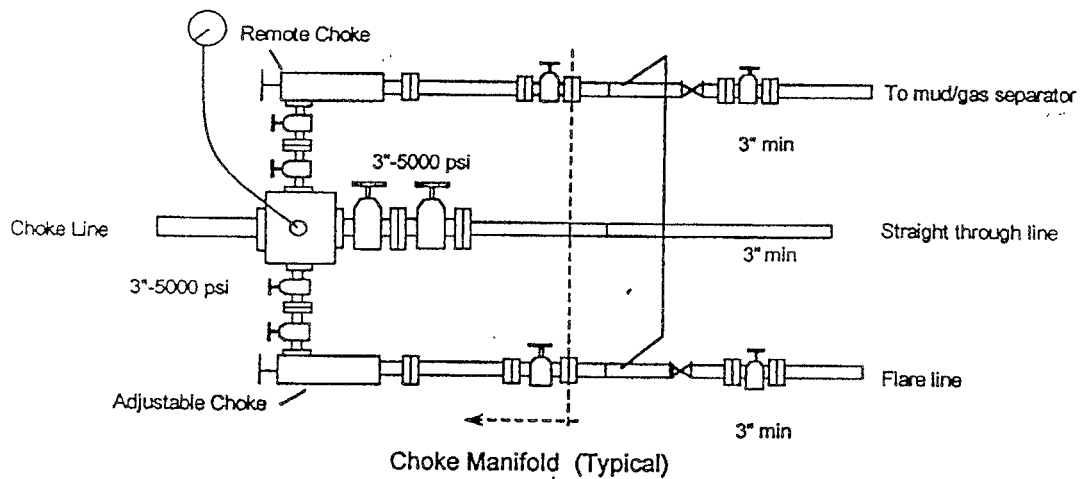 Remote Choke
To mud/gas separator
3" min
3"-5000 psi
Choke Line
Straight through line
3" min
3"-5000 psi
Adjustable Choke
Flare line
3" min
Choke Manifold (Typical)